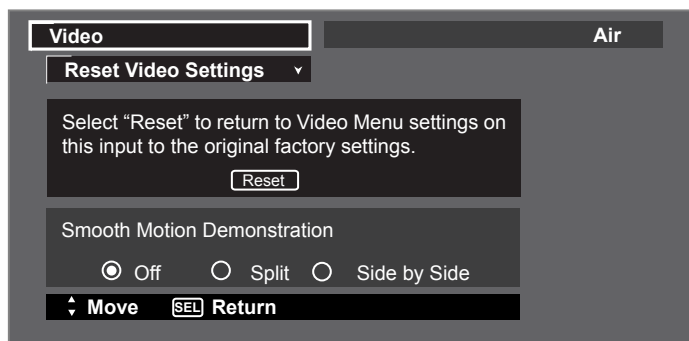 Video Air
Reset Video Settings
Select “Reset” to return to Video Menu settings on
this input to the original factory settings.
Reset
Smooth Motion Demonstration
Off Split Side by Side
Move SEL Return